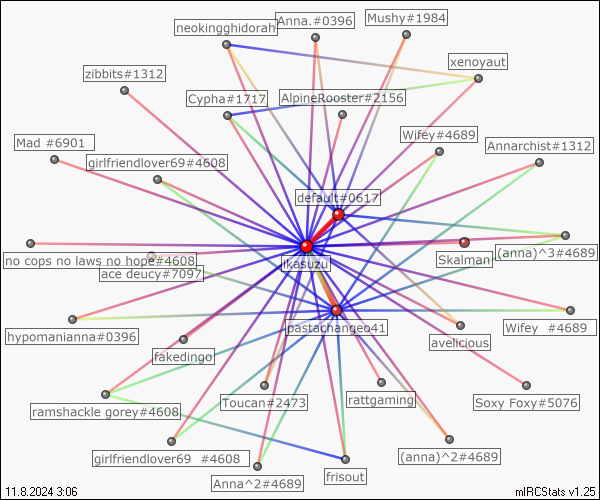 neokingghidorah
Anna.#0396
Mushy#1984
xenoyaut
zibbits#1312
Cypha#1717
AlpineRooster#2156
Mad #6901
Wifey#4689
Annarchist#1312
girlfriendlover69#4608
default#0617
no cops no laws no hope#4608
ikasuzu
Skalman
(anna)^3#4689
ace deucy#7097
hypomanianna#0396
pastachangeo41
Wifey #4689
fakedingo
avelicious
ramshackle gorey#4608
Toucan#2473
rattgaming
Soxy Foxy#5076
girlfriendlover69 #4608
Anna^2#4689
frisout
(anna)^2#4689
11.8.2024 3:06
mIRCStats v1.25